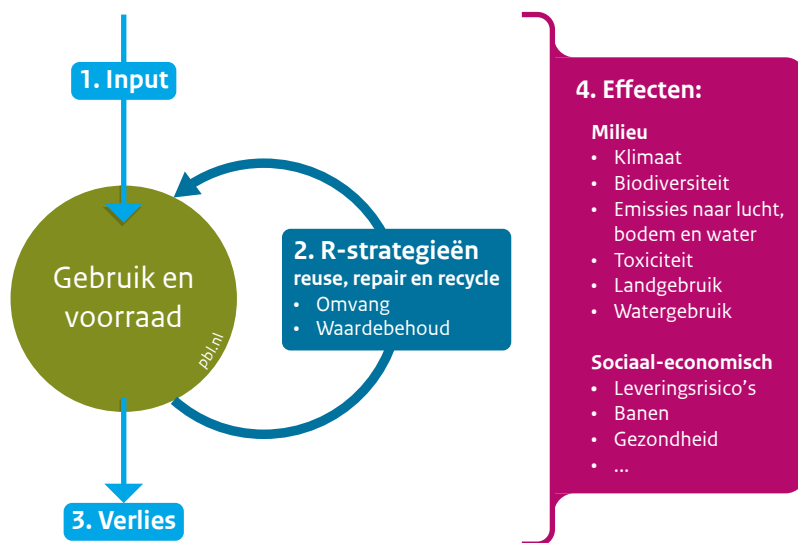 1. Input
Gebruik en
voorraad
pbl.nl
2. R-strategieën
reuse, repair en recycle
• Omvang
• Waardebehoud
3. Verlies
4. Effecten:
Milieu
• Klimaat
• Biodiversiteit
• Emissies naar lucht,
bodem en water
• Toxiciteit
• Landgebruik
• Watergebruik
Sociaal-economisch
• Leveringsrisico's
• Banen
• Gezondheid
• ...